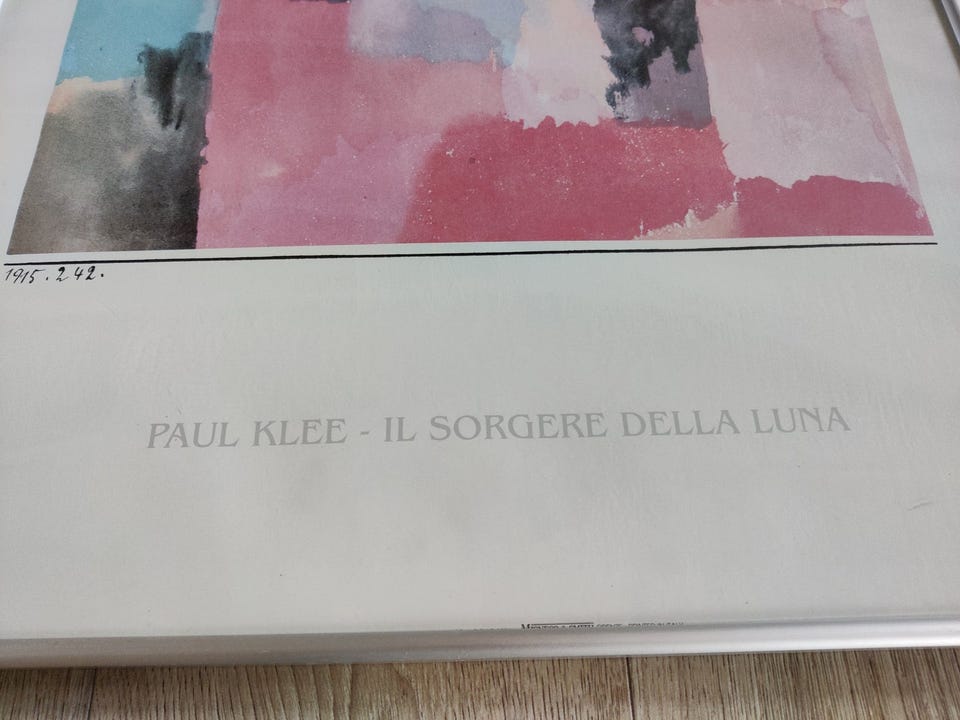 1915. 242.
PAUL KLEE - IL SORGERE DELLA LUNA